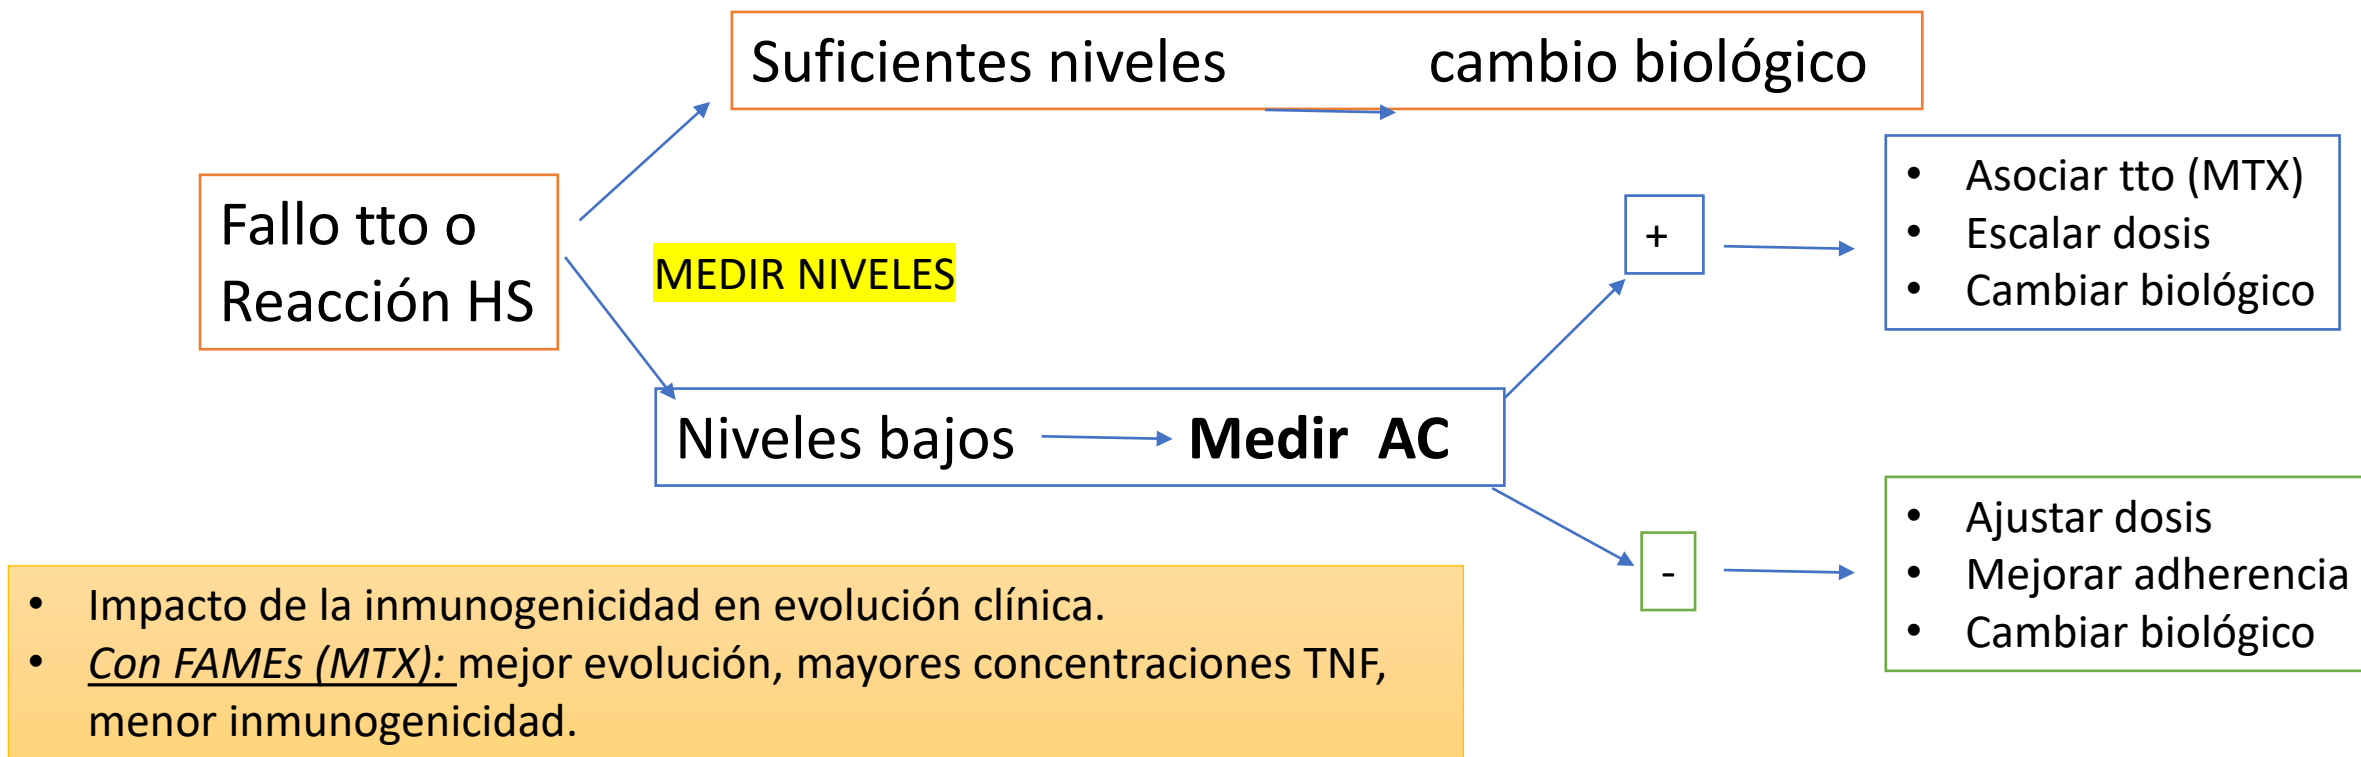 Suficientes niveles cambio biológico
Fallo tto o
Reacción HS
MEDIR NIVELES
+
• Asociar tto (MTX)
• Escalar dosis
• Cambiar biológico
Niveles bajos Medir AC
-
• Ajustar dosis
• Mejorar adherencia
• Cambiar biológico
• Impacto de la inmunogenicidad en evolución clínica.
• Con FAMEs (MTX): mejor evolución, mayores concentraciones TNF,
menor inmunogenicidad.